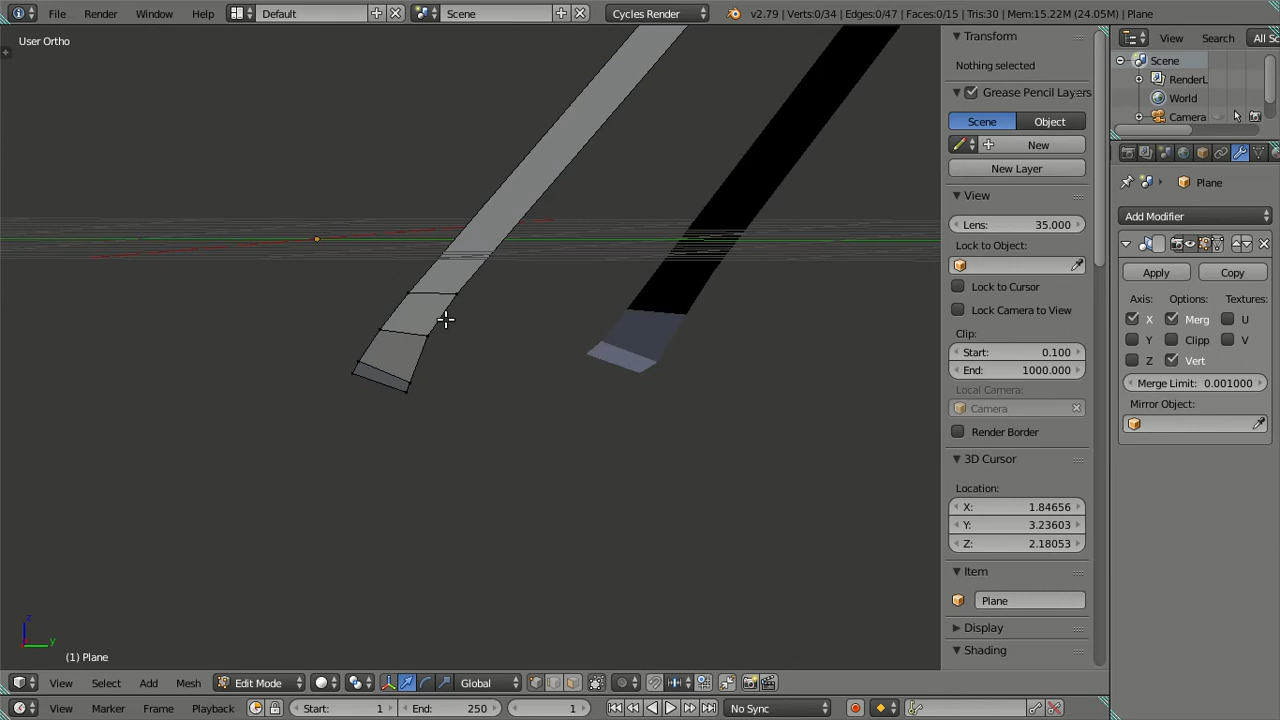 File Render Window Help Default Scene Cycles Render v2.79 | Verts:0/34 | Edges:0/47 | Faces:0/15 | Tris:30 | Mem:15.22M (24.05M) | Plane
User Ortho
Transform
Nothing selected
Grease Pencil Layers
Scene Object
New
New Layer
View
Lens: 35.000
Lock to Object:
Lock to Cursor
Lock Camera to View
Clip:
Start: 0.100
End: 1000.000
Local Camera:
Camera
Render Border
3D Cursor
Location:
X: 1.84656
Y: 3.23603
Z: 2.18053
Item
Plane
Display
Shading
View Search All Sc
Scene
RenderL
World
Camera
Plane
Add Modifier
Apply Copy
Axis: Options: Textures:
X Merg U
Y Clipp V
Z Vert
Merge Limit: 0.001000
Mirror Object:
z
y
(1) Plane
View Select Add Mesh Edit Mode Global
View Marker Frame Playback Start: 1 End: 250 1 No Sync